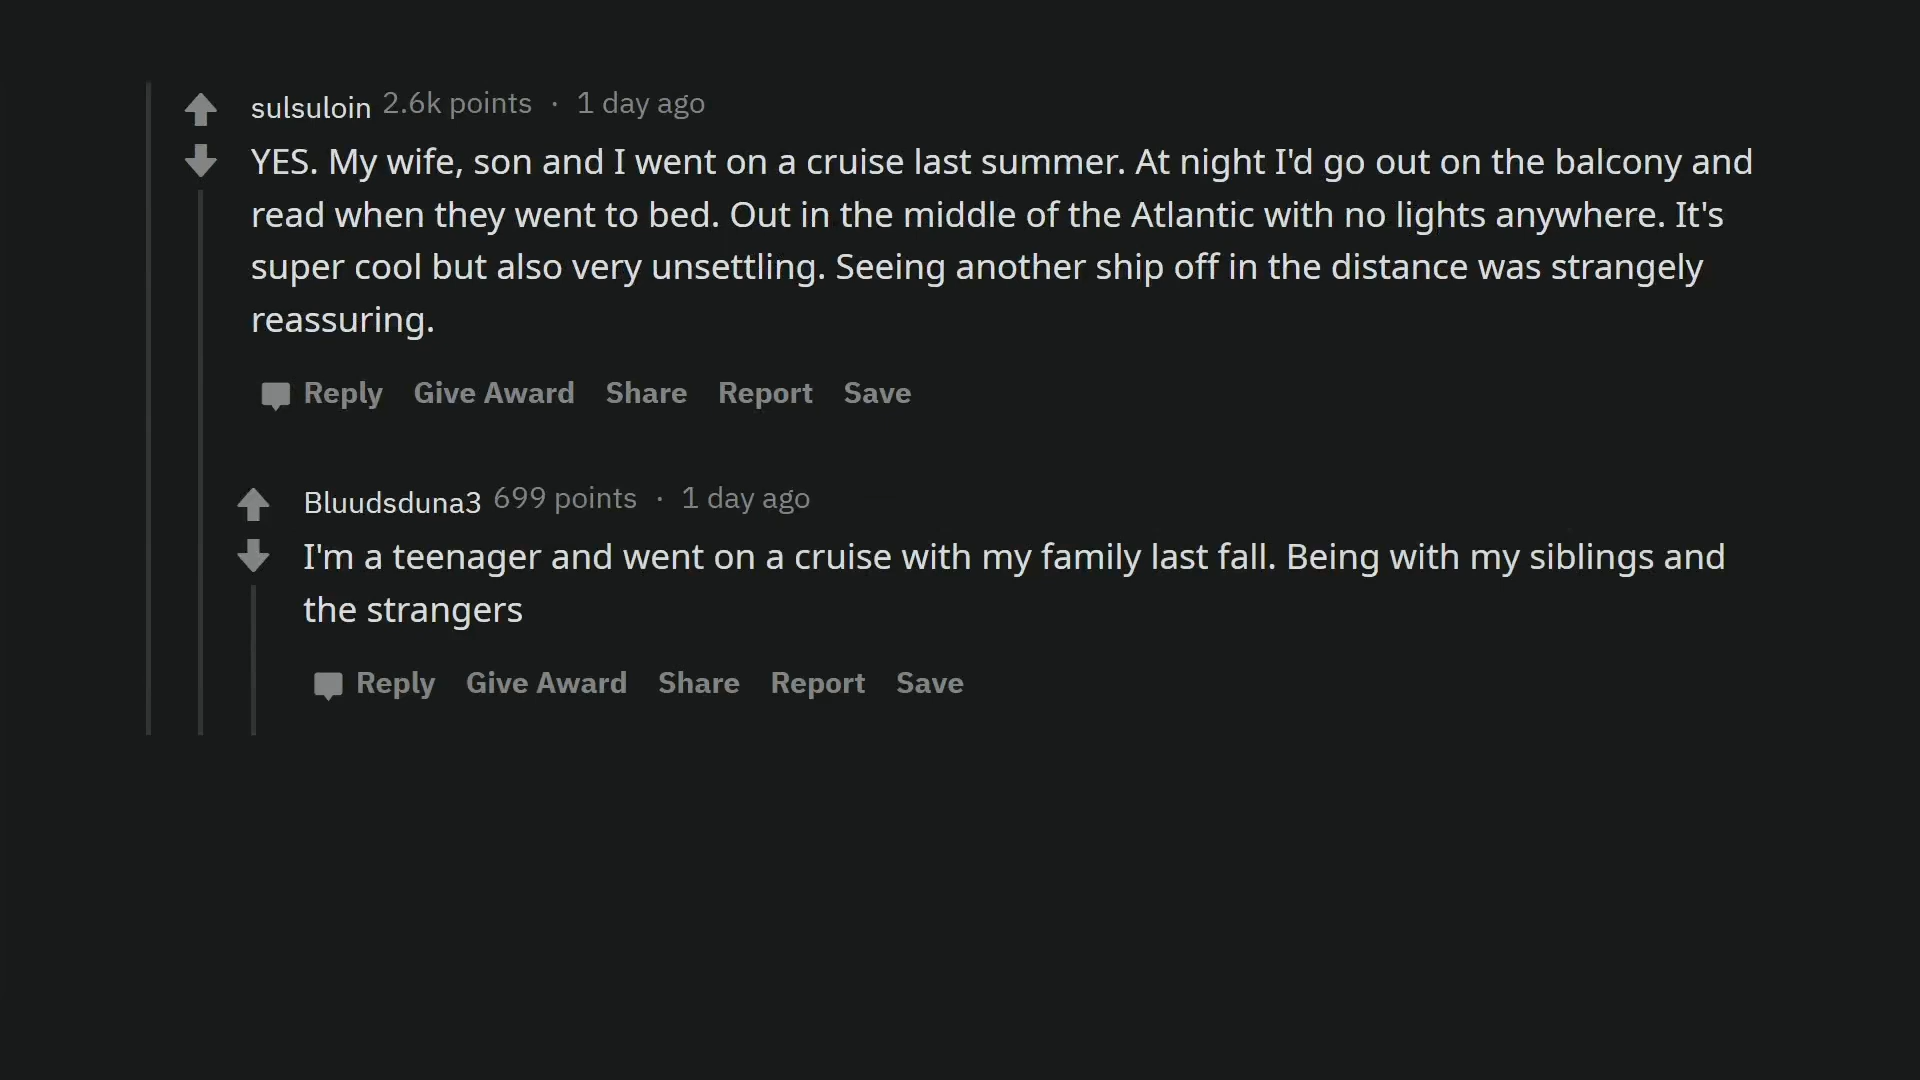 sulsuloin 2.6k points · 1 day ago
YES. My wife, son and I went on a cruise last summer. At night I'd go out on the balcony and
read when they went to bed. Out in the middle of the Atlantic with no lights anywhere. It's
super cool but also very unsettling. Seeing another ship off in the distance was strangely
reassuring.
Reply Give Award Share Report Save
Bluudsduna3 699 points · 1 day ago
I'm a teenager and went on a cruise with my family last fall. Being with my siblings and
the strangers
Reply Give Award Share Report Save